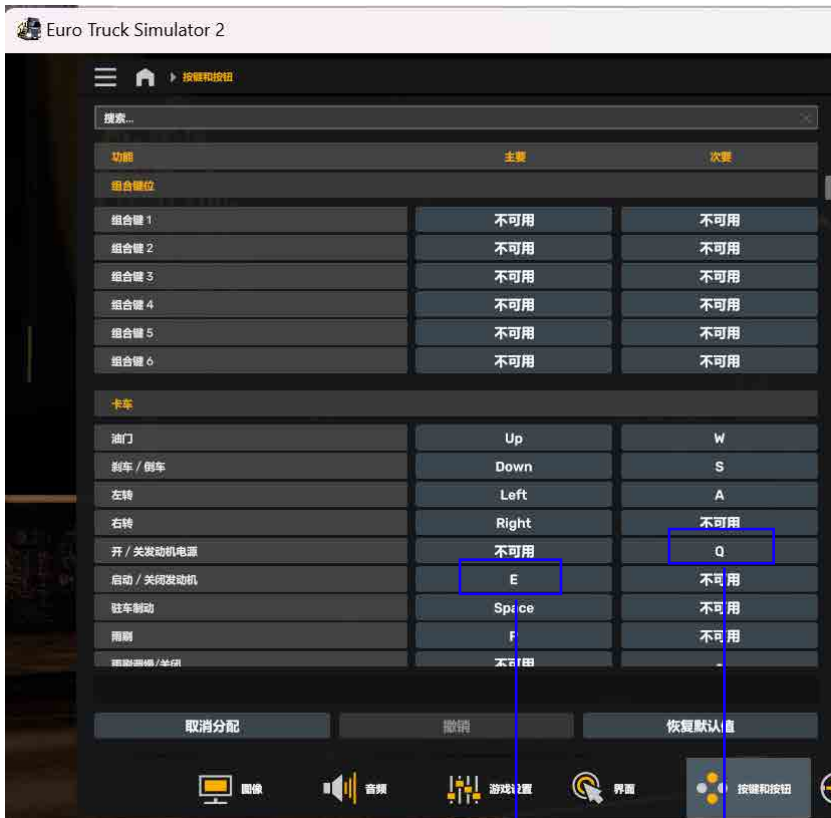 Euro Truck Simulator 2
按键和按钮
搜索...
功能 主要 次要
组合键位
组合键 1 不可用 不可用
组合键 2 不可用 不可用
组合键 3 不可用 不可用
组合键 4 不可用 不可用
组合键 5 不可用 不可用
组合键 6 不可用 不可用
卡车
油门 Up W
刹车 / 倒车 Down S
左转 Left A
右转 Right 不可用
开 / 关发动机电源 不可用 Q
启动 / 关闭发动机 E 不可用
驻车制动 Space 不可用
雨刷 P 不可用
不可用 -
取消分配 撤销 恢复默认值
图像 音频 游戏设置 界面 按键和按钮